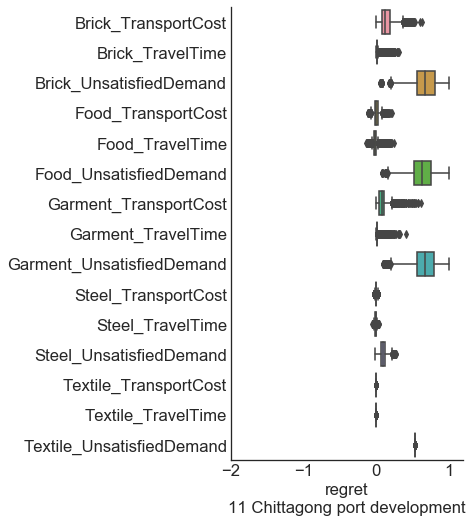 Brick_TransportCost
Brick_TravelTime
Brick_UnsatisfiedDemand
Food_TransportCost
Food_TravelTime
Food_UnsatisfiedDemand
Garment_TransportCost
Garment_TravelTime
Garment_UnsatisfiedDemand
Steel_TransportCost
Steel_TravelTime
Steel_UnsatisfiedDemand
Textile_TransportCost
Textile_TravelTime
Textile_UnsatisfiedDemand
−2 −1 0 1
regret
11 Chittagong port development